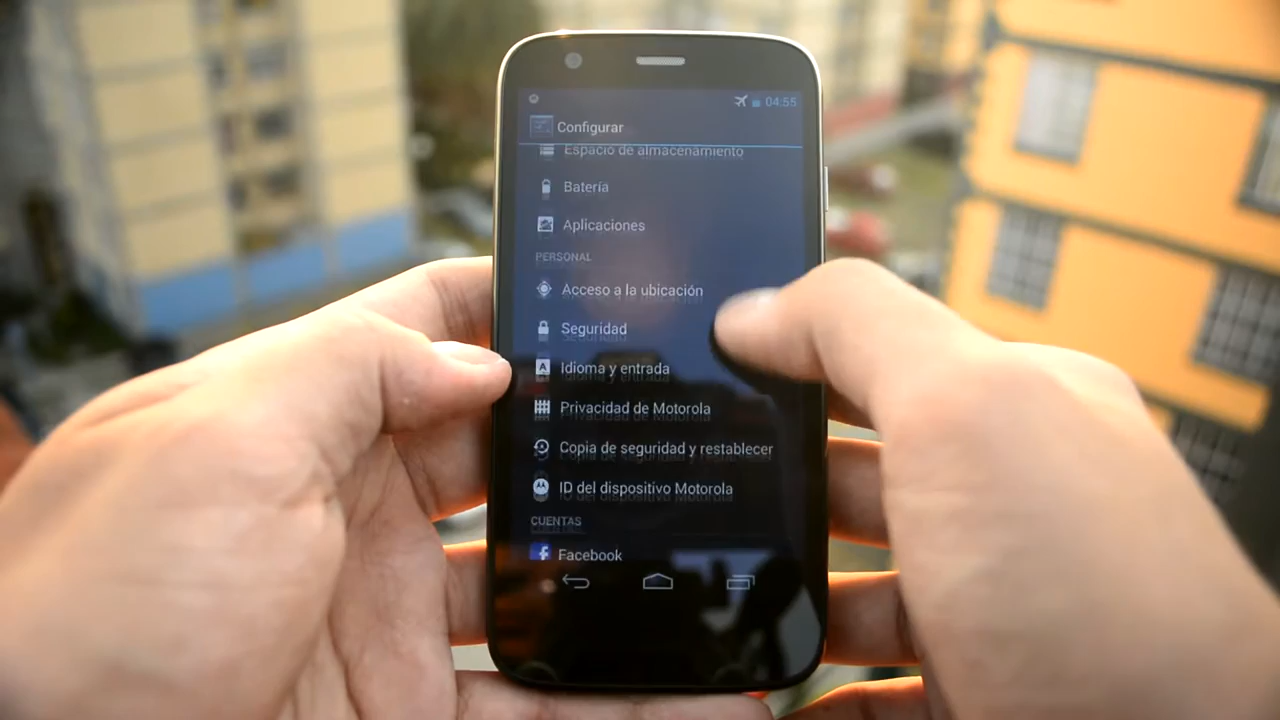 04:55
Configurar
Espacio de almacenamiento
Batería
Aplicaciones
PERSONAL
Acceso a la ubicación
Seguridad
Idioma y entrada
Privacidad de Motorola
Copia de seguridad y restablecer
ID del dispositivo Motorola
CUENTAS
Facebook